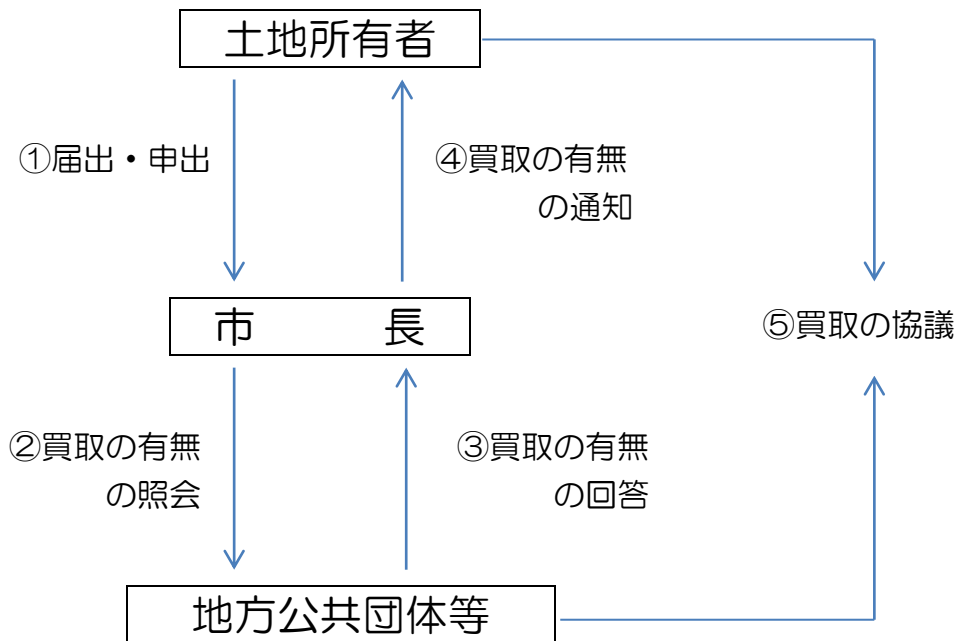 土地所有者
①届出・申出
④買取の有無
の通知
市　　　長
⑤買取の協議
②買取の有無
の照会
③買取の有無
の回答
地方公共団体等